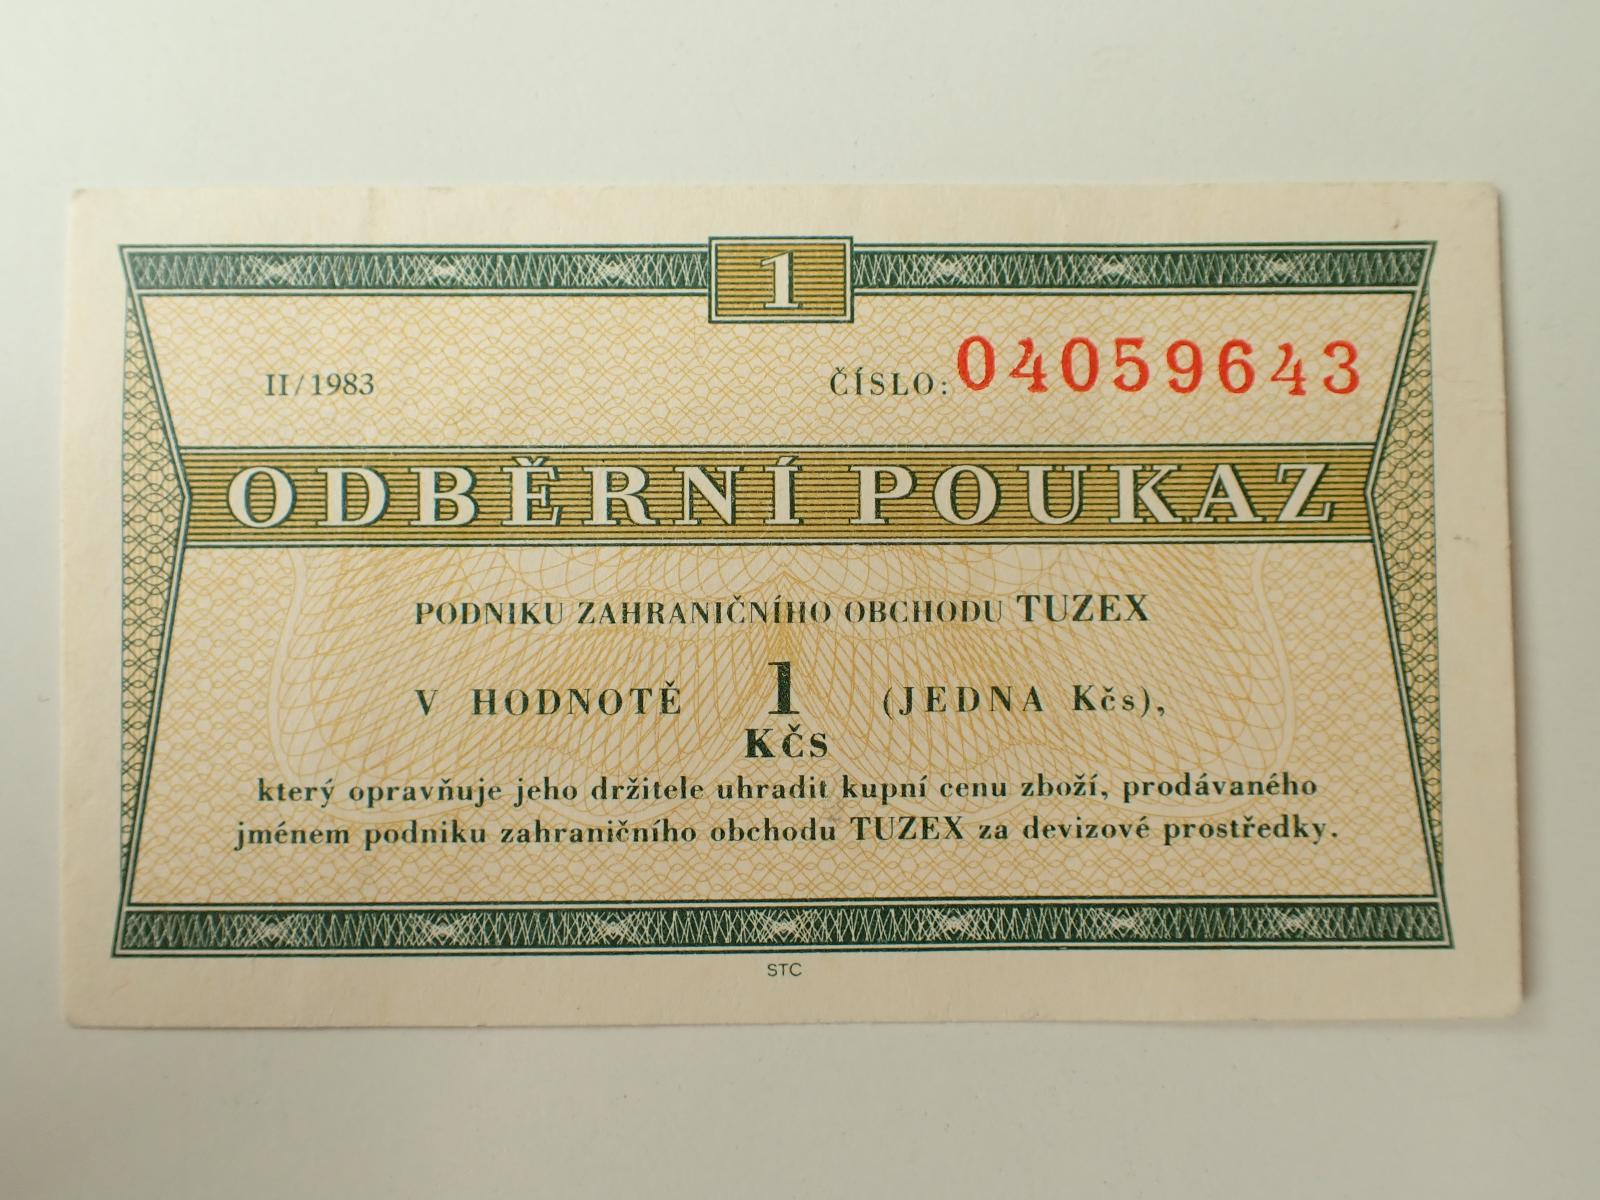 1
II/1983 ČÍSLO: 04059643
ODBĚRNÍ POUKAZ
PODNIKU ZAHRANIČNÍHO OBCHODU TUZEX
V HODNOTĚ 1 (JEDNA Kčs),
KČS
který opravňuje jeho držitele uhradit kupní cenu zboží, prodávaného
jménem podniku zahraničního obchodu TUZEX za devizové prostředky.
STC